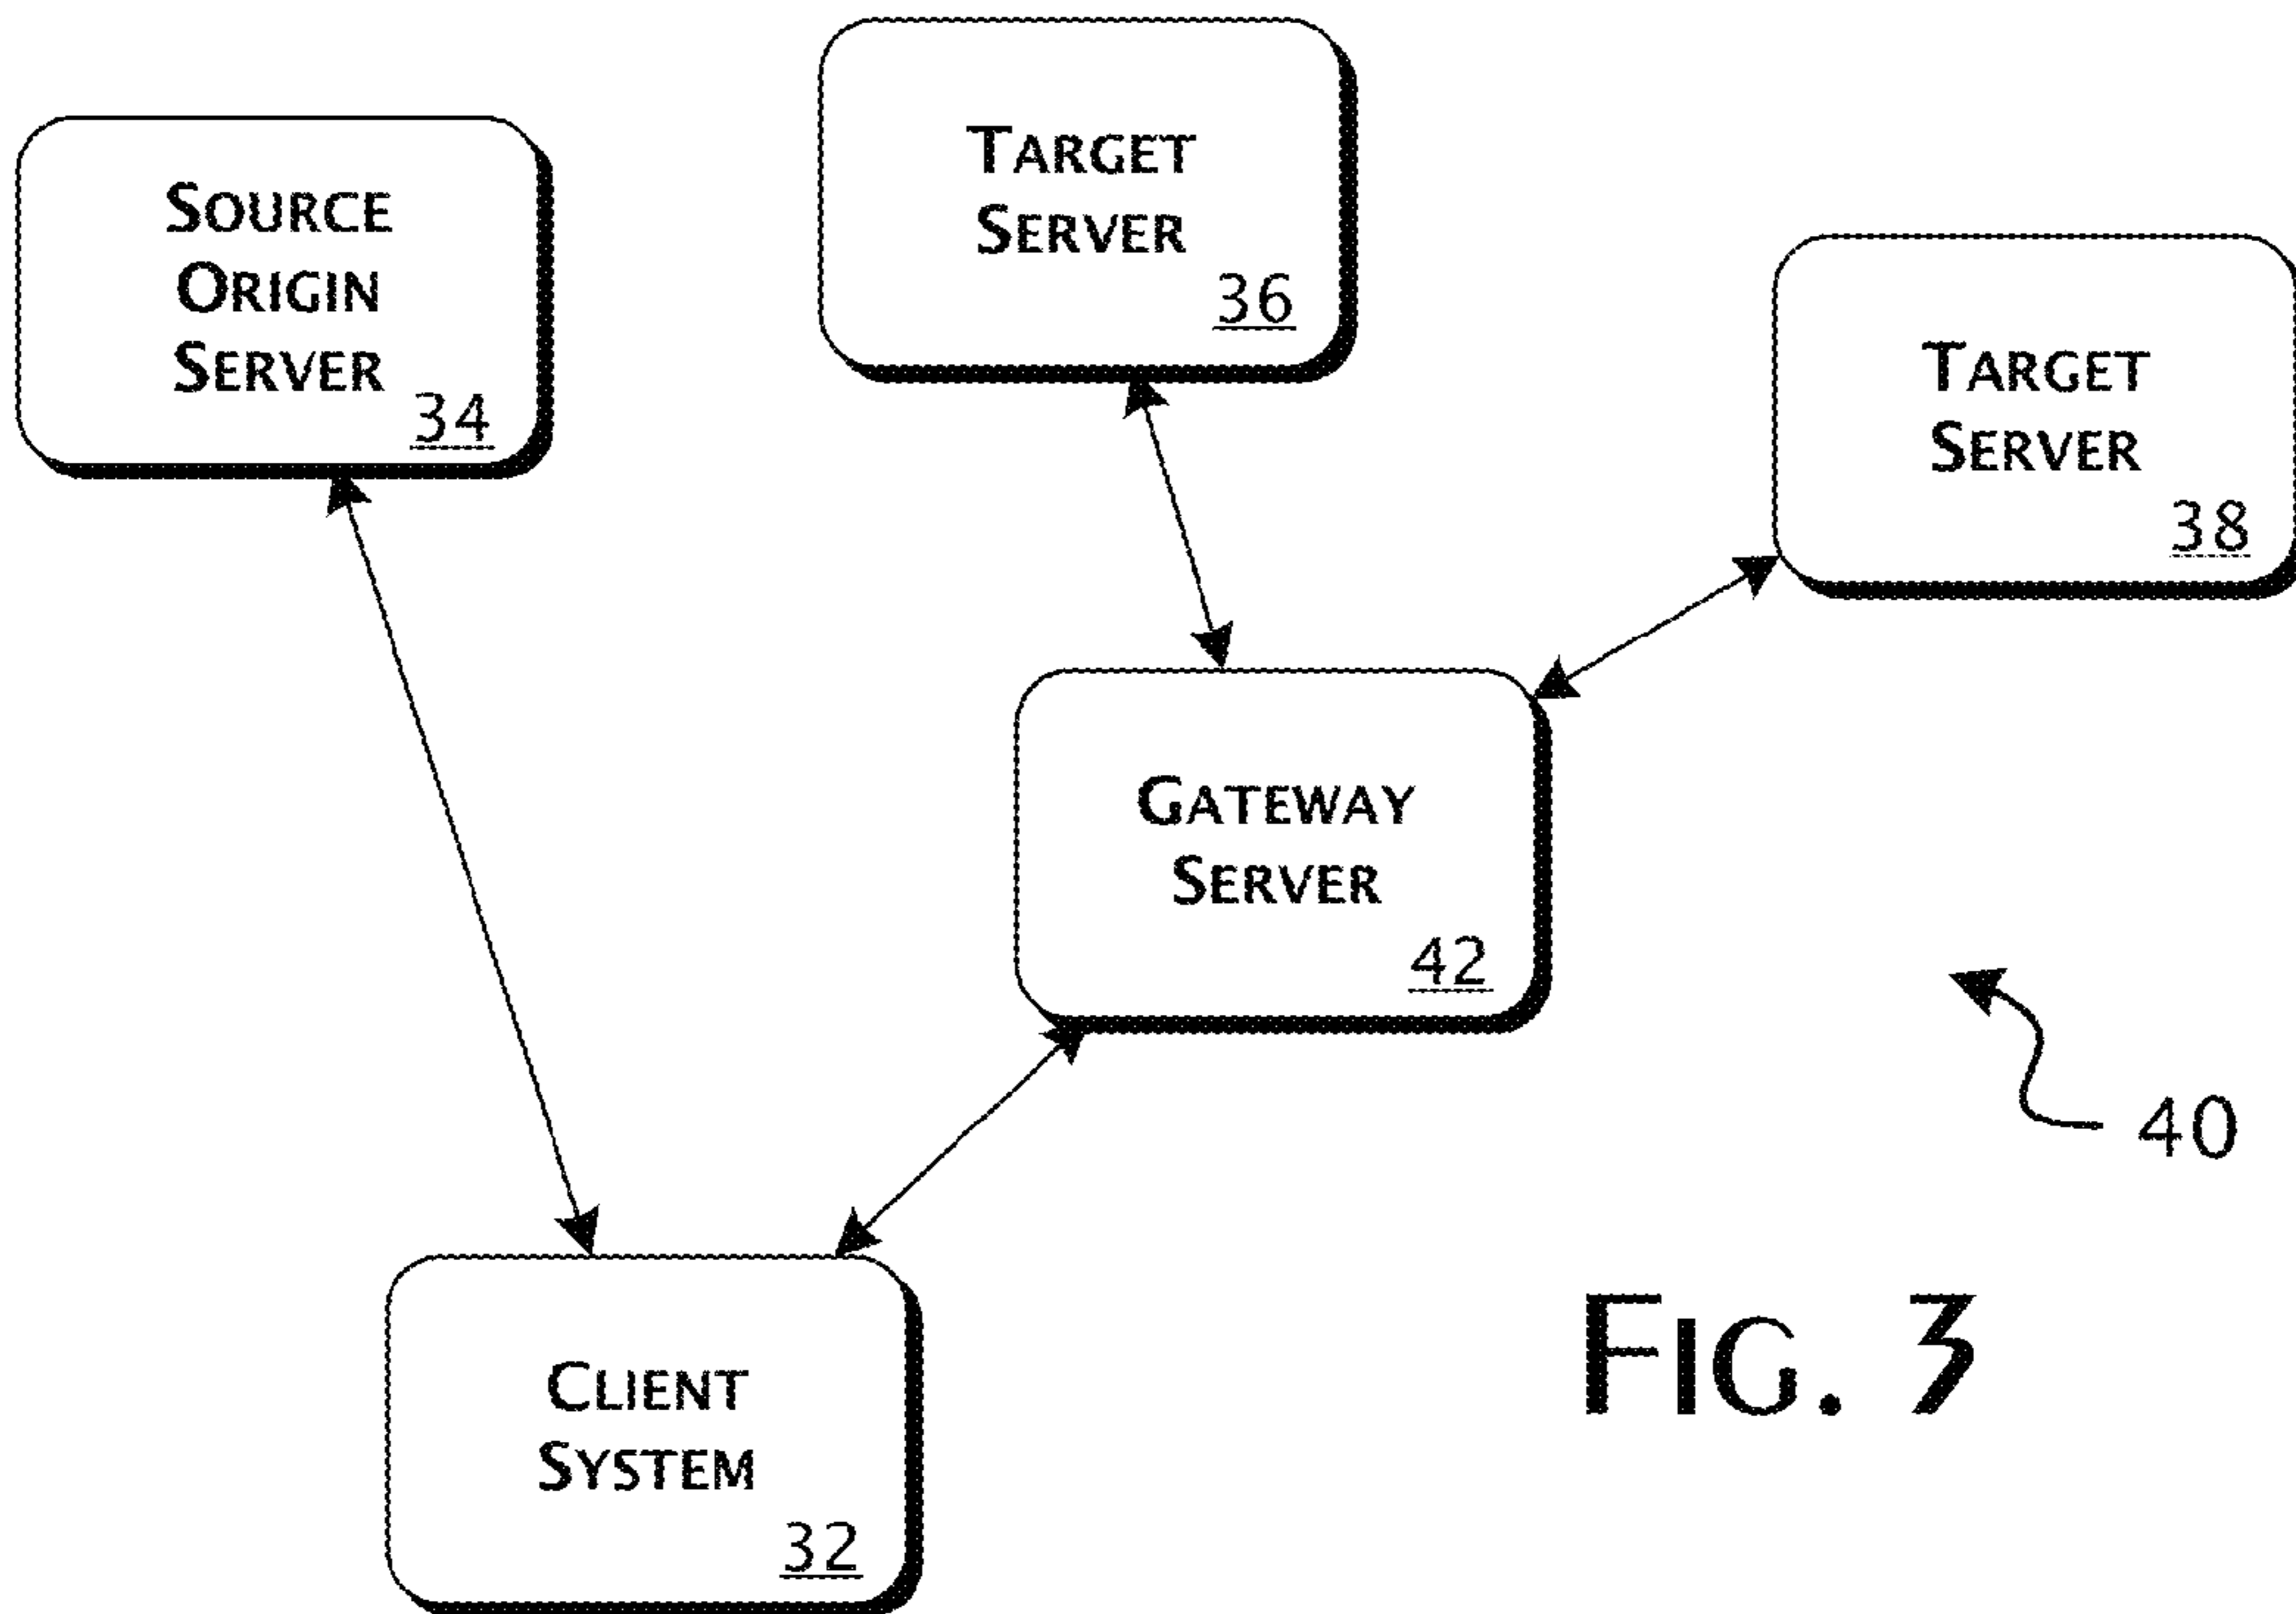 SOURCE
ORIGIN
SERVER
34
TARGET
SERVER
36
TARGET
SERVER
38
GATEWAY
SERVER
42
CLIENT
SYSTEM
32
40
FIG. 3